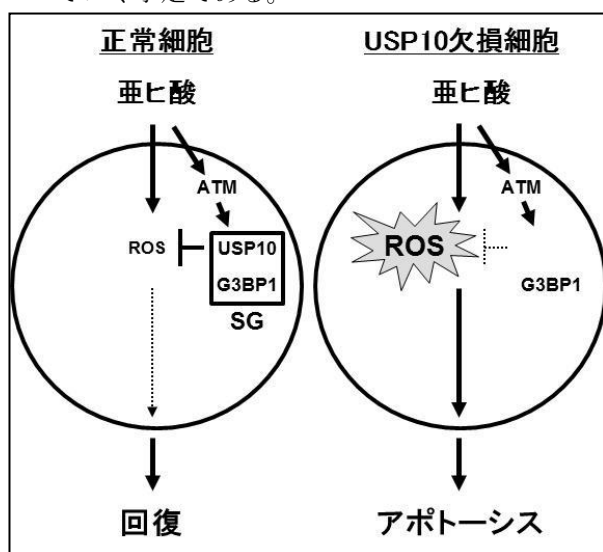 正常細胞
亜ヒ酸
ATM
ROS
USP10
G3BP1
SG
回復
USP10欠損細胞
亜ヒ酸
ATM
ROS
G3BP1
アポトーシス